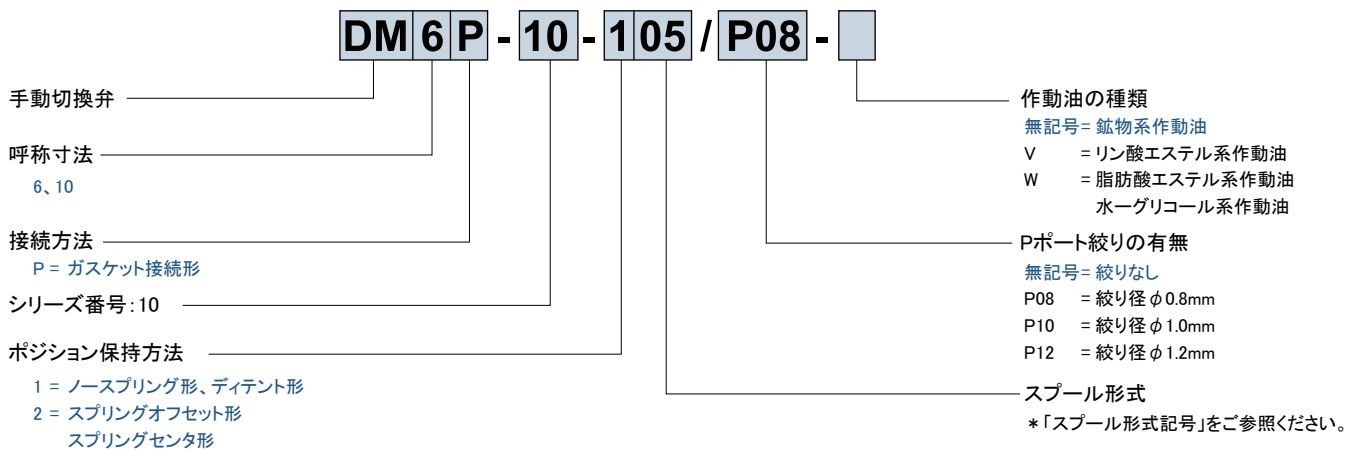 DM6P-10-105/P08-
手動切換弁
呼称寸法
6、10
接続方法
P = ガスケット接続形
シリーズ番号:10
ポジション保持方法
1 = ノースプリング形、ディテント形
2 = スプリングオフセット形
スプリングセンタ形
作動油の種類
無記号= 鉱物系作動油
V = リン酸エステル系作動油
W = 脂肪酸エステル系作動油
水ーグリコール系作動油
Pポート絞りの有無
無記号= 絞りなし
P08 = 絞り径φ0.8mm
P10 = 絞り径φ1.0mm
P12 = 絞り径φ1.2mm
スプール形式
*「スプール形式記号」をご参照ください。